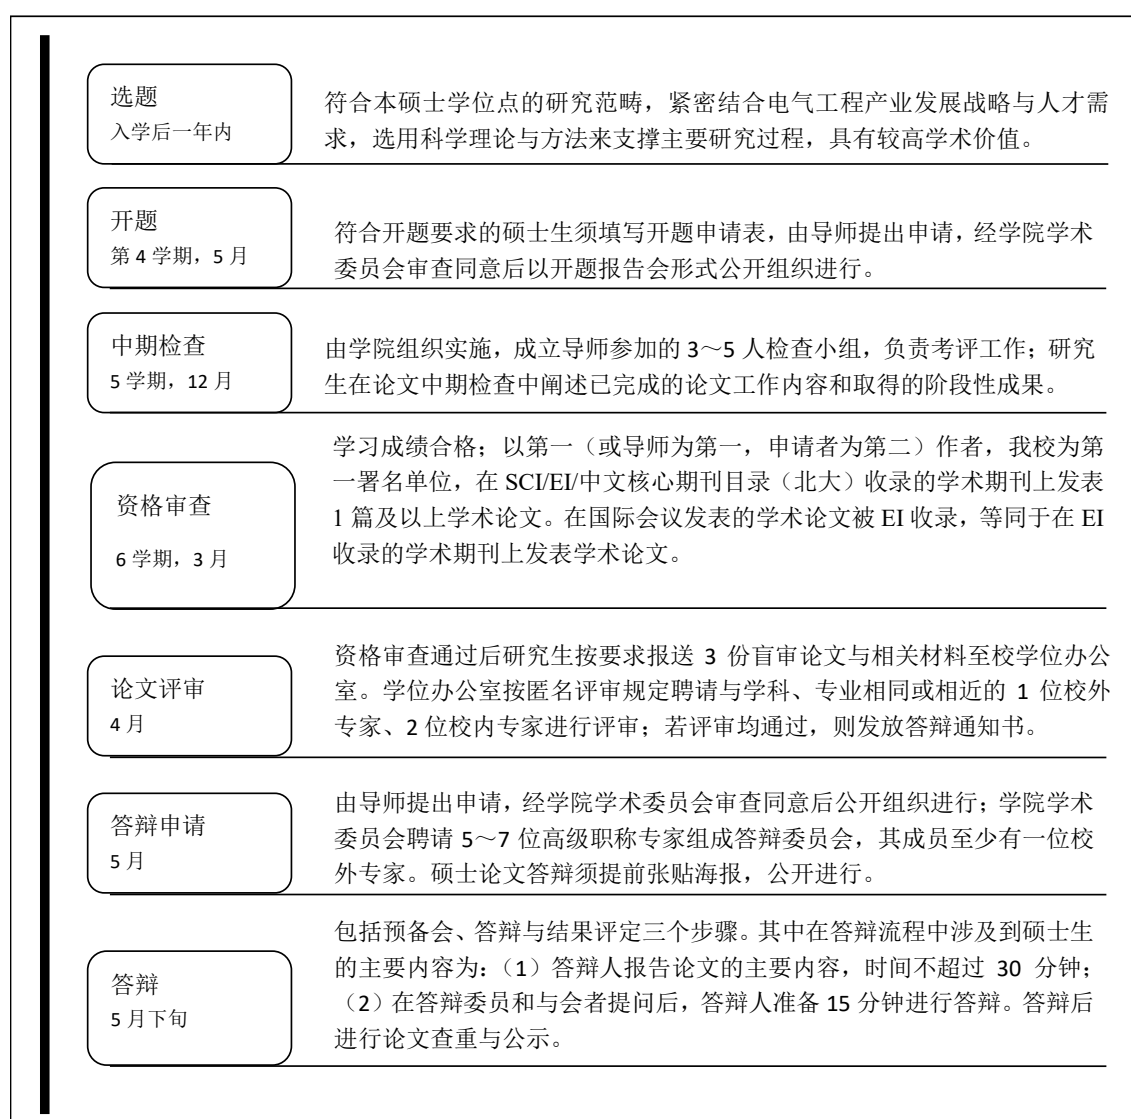 选题
入学后一年内
符合本硕士学位点的研究范畴，紧密结合电气工程产业发展战略与人才需
求，选用科学理论与方法来支撑主要研究过程，具有较高学术价值。
开题
第 4 学期，5 月
符合开题要求的硕士生须填写开题申请表，由导师提出申请，经学院学术
委员会审查同意后以开题报告会形式公开组织进行。
中期检查
5 学期，12 月
由学院组织实施，成立导师参加的 3～5 人检查小组，负责考评工作；研究
生在论文中期检查中阐述已完成的论文工作内容和取得的阶段性成果。
资格审查
6 学期，3 月
学习成绩合格；以第一（或导师为第一，申请者为第二）作者，我校为第
一署名单位，在 SCI/EI/中文核心期刊目录（北大）收录的学术期刊上发表
1 篇及以上学术论文。在国际会议发表的学术论文被 EI 收录，等同于在 EI
收录的学术期刊上发表学术论文。
论文评审
4 月
资格审查通过后研究生按要求报送 3 份盲审论文与相关材料至校学位办公
室。学位办公室按匿名评审规定聘请与学科、专业相同或相近的 1 位校外
专家、2 位校内专家进行评审；若评审均通过，则发放答辩通知书。
答辩申请
5 月
由导师提出申请，经学院学术委员会审查同意后公开组织进行；学院学术
委员会聘请 5～7 位高级职称专家组成答辩委员会，其成员至少有一位校
外专家。硕士论文答辩须提前张贴海报，公开进行。
答辩
5 月下旬
包括预备会、答辩与结果评定三个步骤。其中在答辩流程中涉及到硕士生
的主要内容为：（1）答辩人报告论文的主要内容，时间不超过 30 分钟；
（2）在答辩委员和与会者提问后，答辩人准备 15 分钟进行答辩。答辩后
进行论文查重与公示。